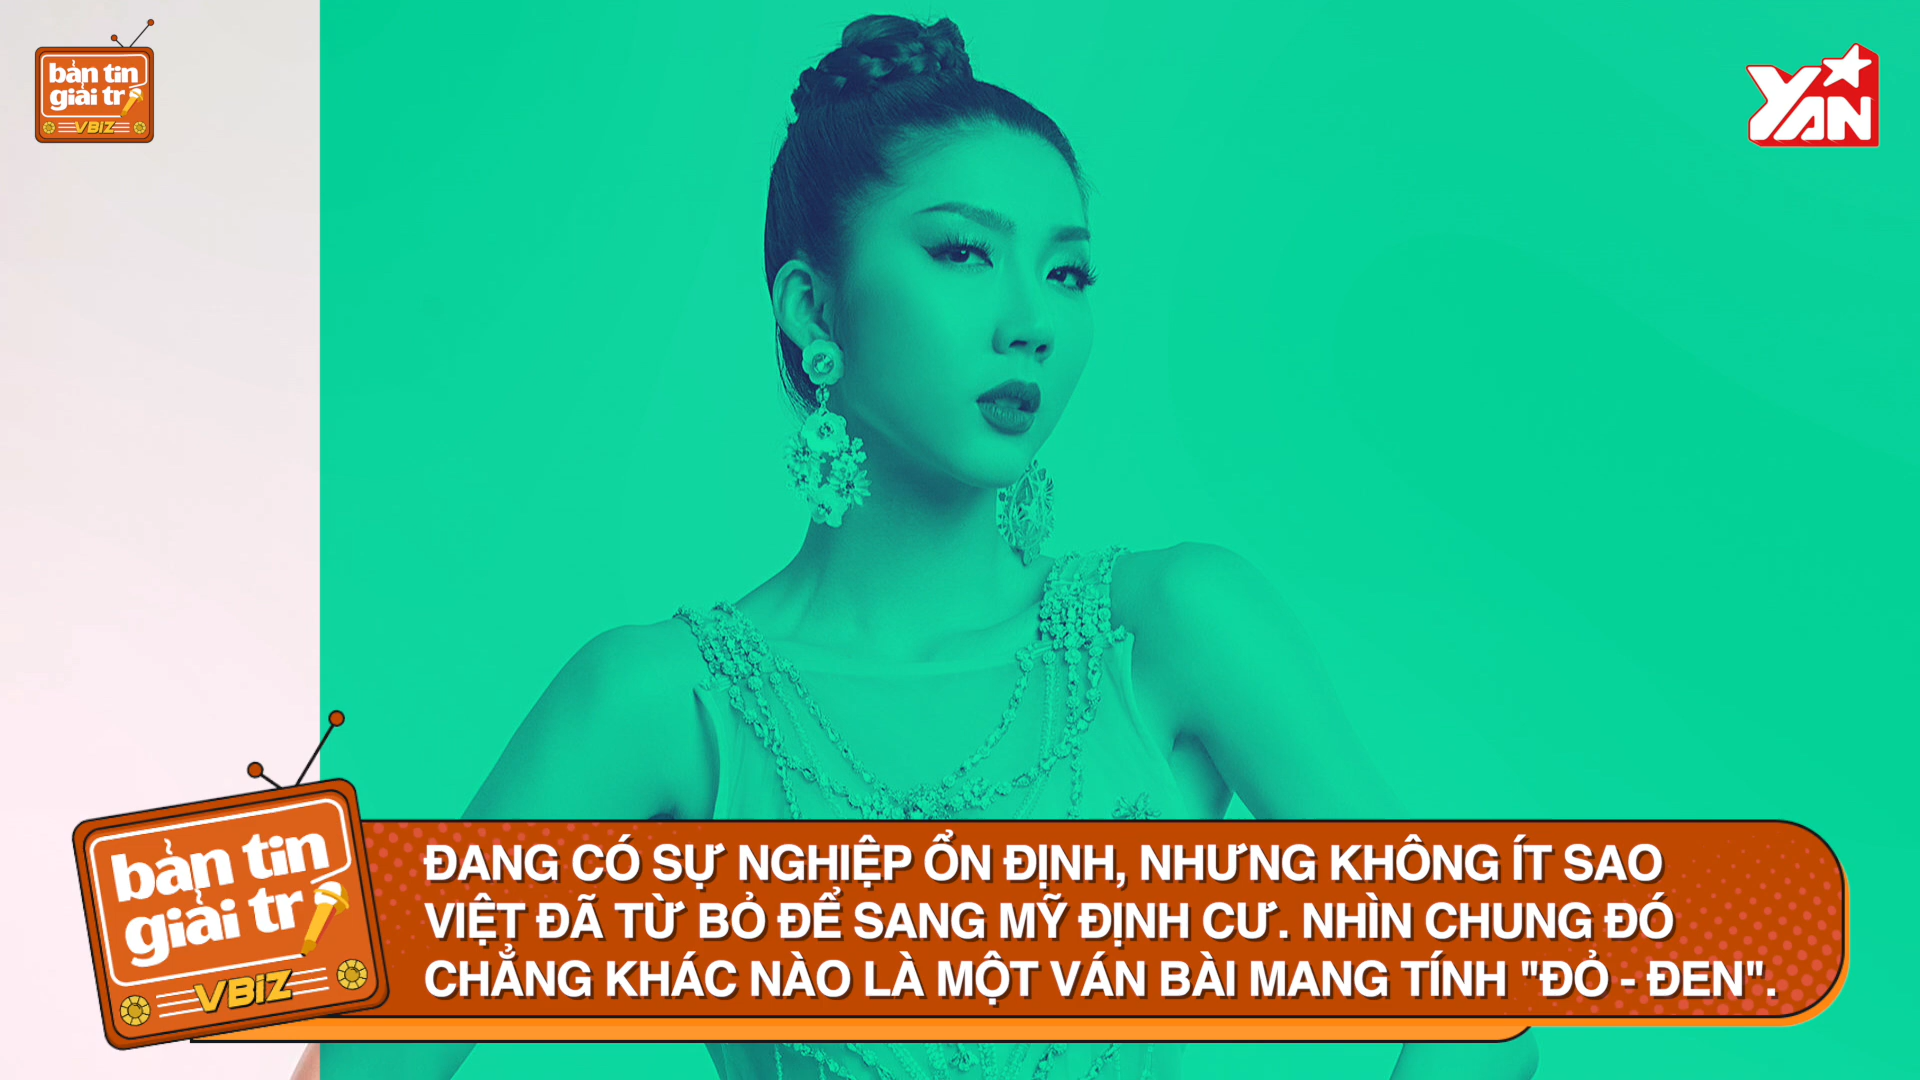 bản tin
giải trí
VBIZ
YAN
bản tin
giải trí
VBIZ
ĐANG CÓ SỰ NGHIỆP ỔN ĐỊNH, NHƯNG KHÔNG ÍT SAO
VIỆT ĐÃ TỪ BỎ ĐỂ SANG MỸ ĐỊNH CƯ. NHÌN CHUNG ĐÓ
CHẲNG KHÁC NÀO LÀ MỘT VÁN BÀI MANG TÍNH "ĐỎ - ĐEN".